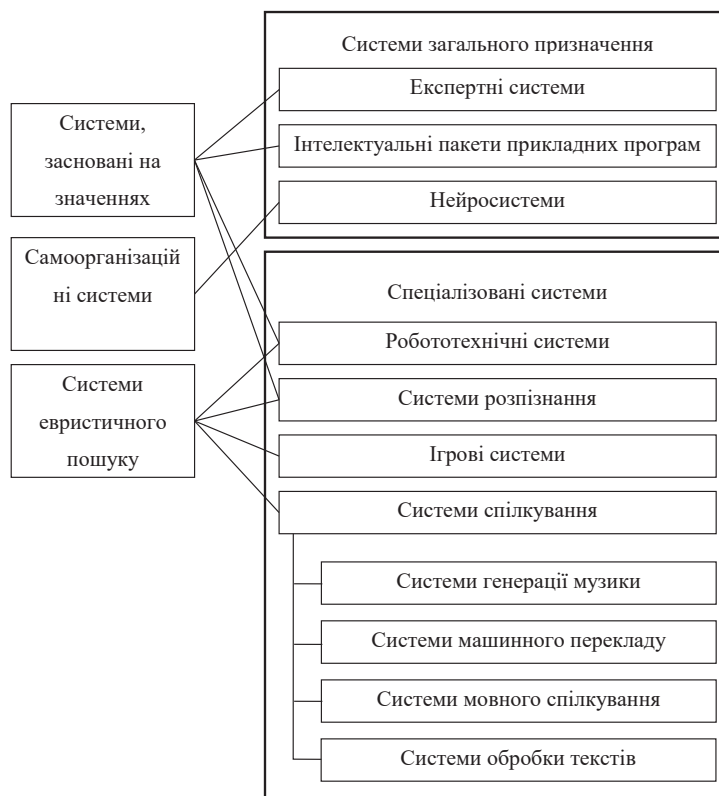 Системи,
засновані на
значеннях
Самоорганізацій
ні системи
Системи
евристичного
пошуку
Системи загального призначення
Експертні системи
Інтелектуальні пакети прикладних програм
Нейросистеми
Спеціалізовані системи
Робототехнічні системи
Системи розпізнання
Ігрові системи
Системи спілкування
Системи генерації музики
Системи машинного перекладу
Системи мовного спілкування
Системи обробки текстів